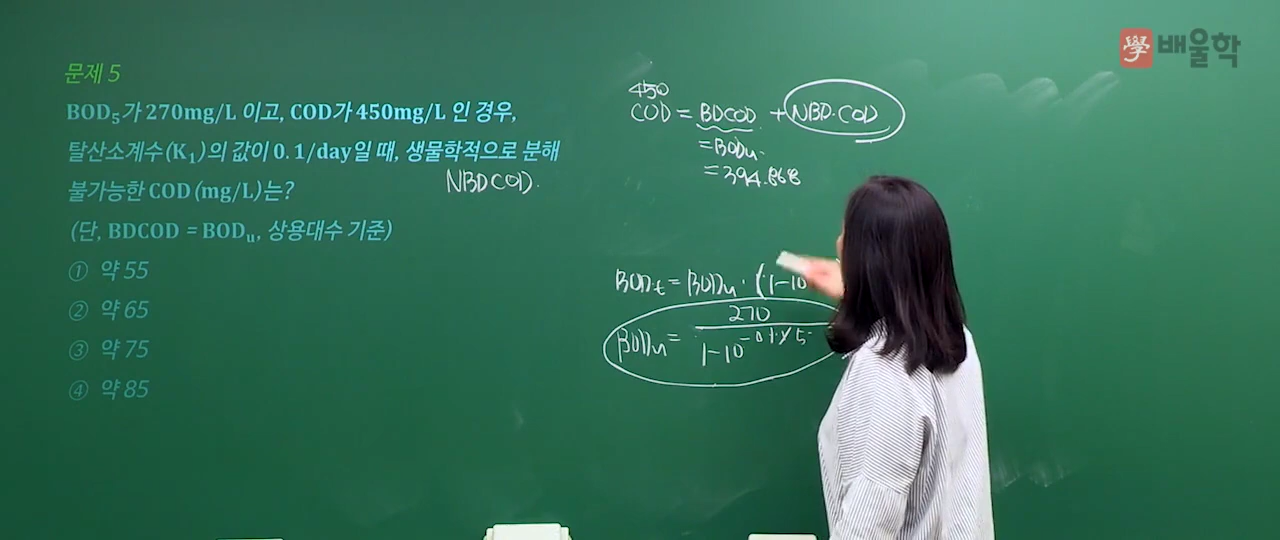 學 배울학
문제 5
BOD₅가 270mg/L 이고, COD가 450mg/L 인 경우,
탈산소계수(K₁)의 값이 0.1/day일 때, 생물학적으로 분해
불가능한 COD(mg/L)는?
NBDCOD.
(단, BDCOD = BODᵤ, 상용대수 기준)
① 약 55
② 약 65
③ 약 75
④ 약 85
450
COD = BDCOD + NBD.COD
= BODu.
= 394.868
BODt = BODu · (1-10
BODu = 270
1-10^-0.1×5